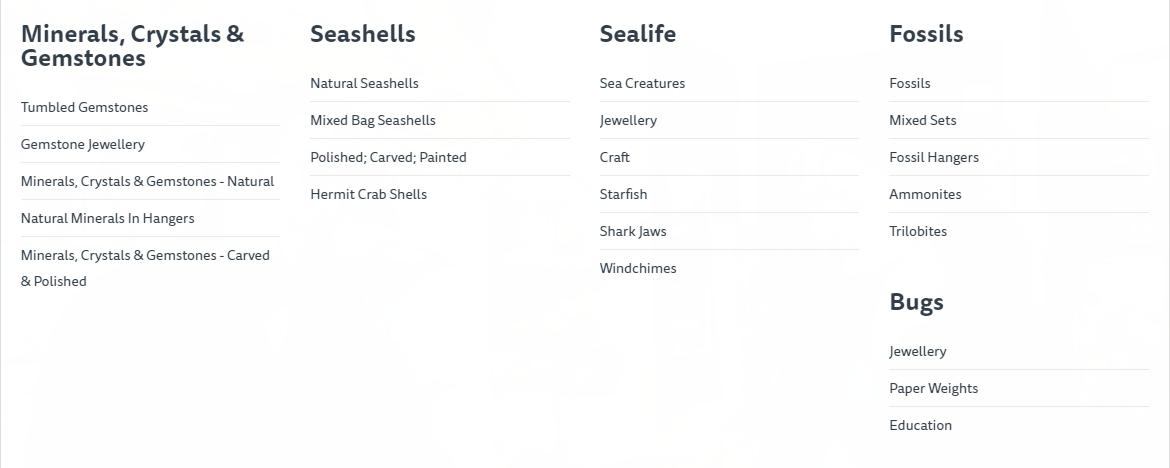 Minerals, Crystals &
Gemstones
Tumbled Gemstones
Gemstone Jewellery
Minerals, Crystals & Gemstones - Natural
Natural Minerals In Hangers
Minerals, Crystals & Gemstones - Carved
& Polished
Seashells
Natural Seashells
Mixed Bag Seashells
Polished; Carved; Painted
Hermit Crab Shells
Sealife
Sea Creatures
Jewellery
Craft
Starfish
Shark Jaws
Windchimes
Fossils
Fossils
Mixed Sets
Fossil Hangers
Ammonites
Trilobites
Bugs
Jewellery
Paper Weights
Education